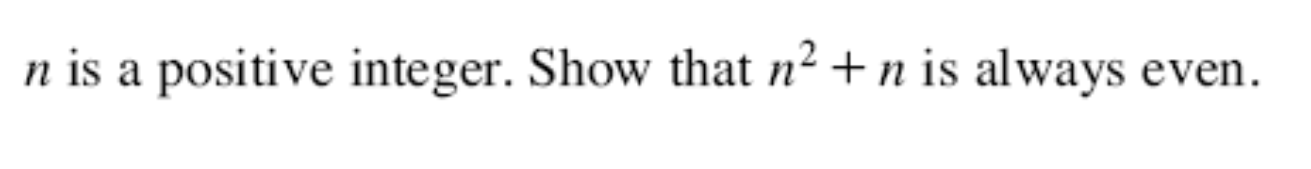 n is a positive integer. Show that n² + n is always even.